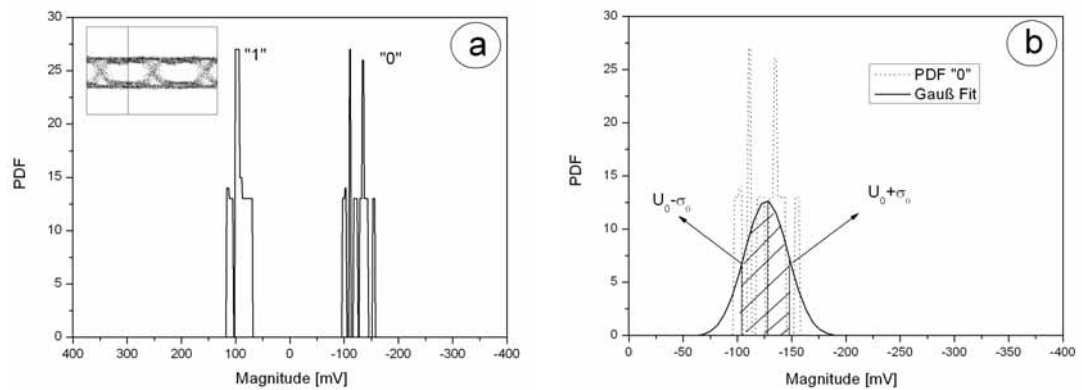 a
"1"
"0"
30
25
20
15
10
5
0
PDF
400 300 200 100 0 -100 -200 -300 -400
Magnitude [mV]
b
PDF "0"
Gauß Fit
U₀-σ₀
U₀+σ₀
30
25
20
15
10
5
0
PDF
0 -50 -100 -150 -200 -250 -300 -350 -400
Magnitude [mV]